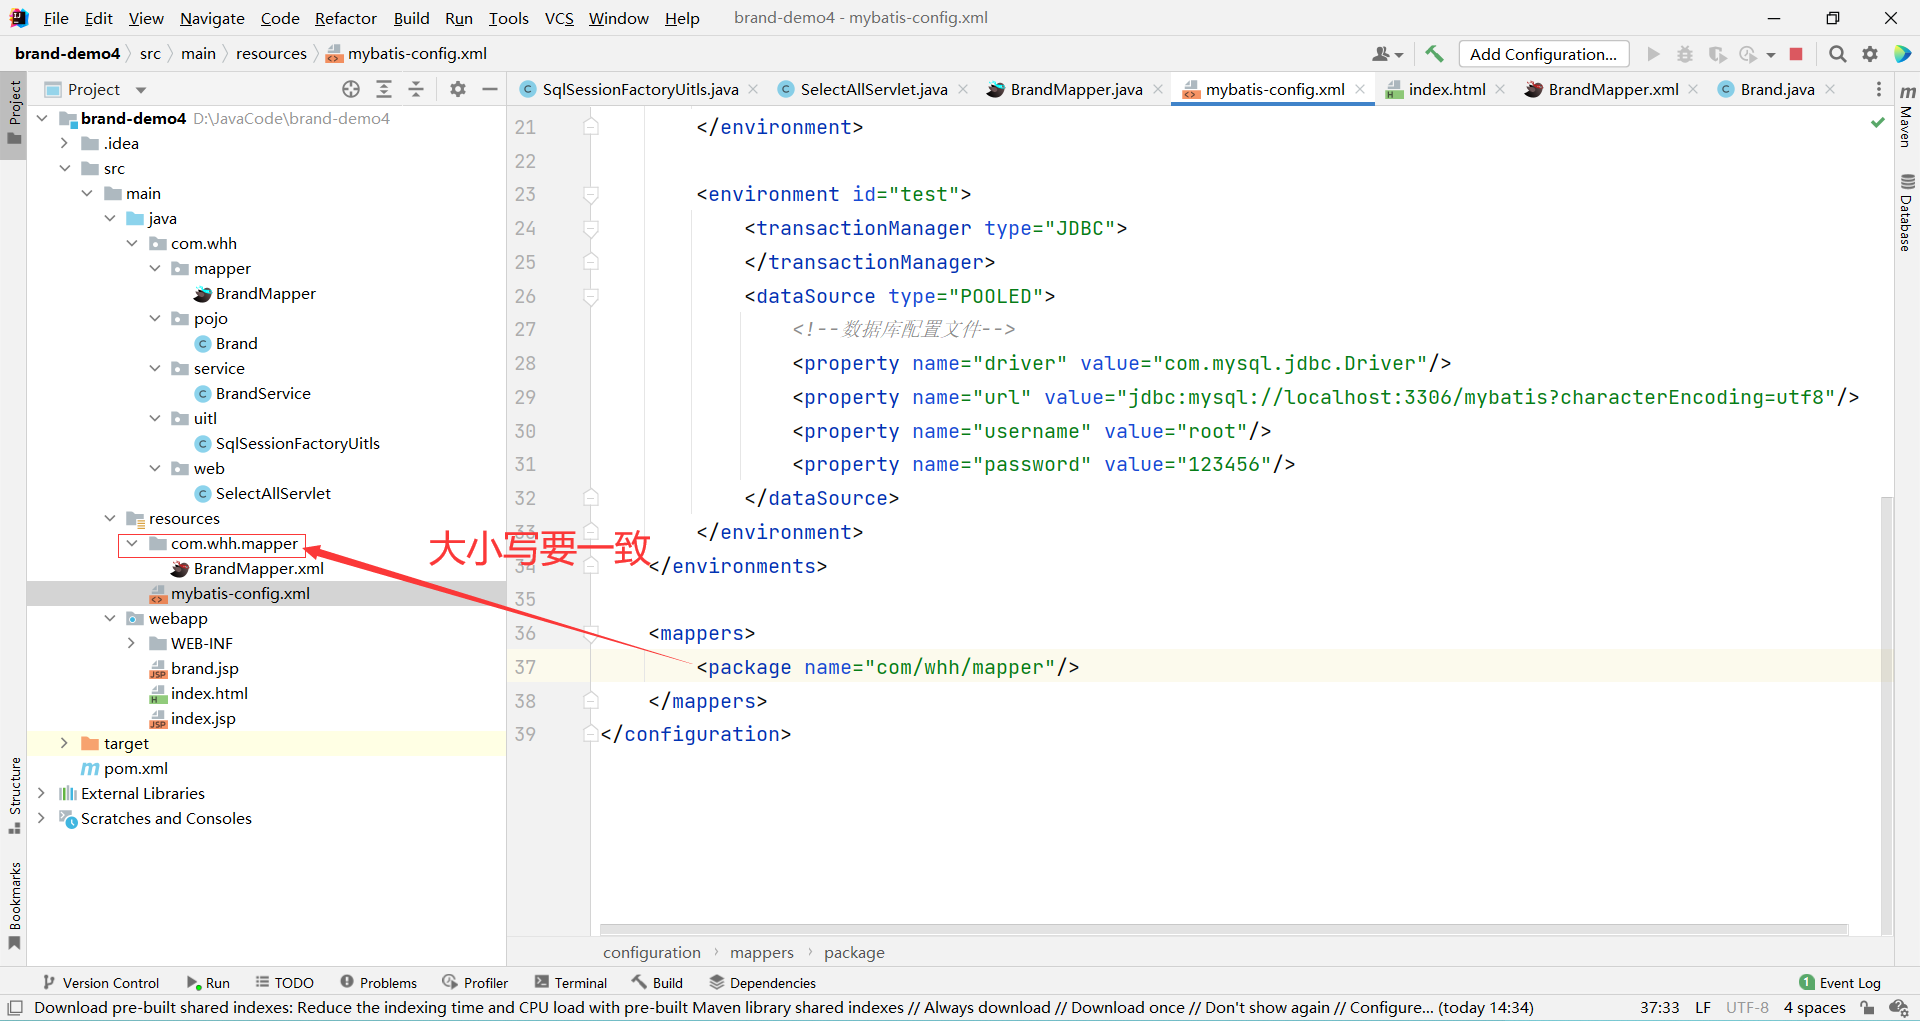 File Edit View Navigate Code Refactor Build Run Tools VCS Window Help brand-demo4 - mybatis-config.xml
brand-demo4 src main resources mybatis-config.xml
Add Configuration...
Project
SqlSessionFactoryUitls.java
SelectAllServlet.java
BrandMapper.java
mybatis-config.xml
index.html
BrandMapper.xml
Brand.java
Project
Structure
Bookmarks
brand-demo4 D:\JavaCode\brand-demo4
.idea
src
main
java
com.whh
mapper
BrandMapper
pojo
Brand
service
BrandService
uitl
SqlSessionFactoryUitls
web
SelectAllServlet
resources
com.whh.mapper
BrandMapper.xml
mybatis-config.xml
webapp
WEB-INF
brand.jsp
index.html
index.jsp
target
pom.xml
External Libraries
Scratches and Consoles
21 </environment>
22
23 <environment id="test">
24 <transactionManager type="JDBC">
25 </transactionManager>
26 <dataSource type="POOLED">
27 <!--数据库配置文件-->
28 <property name="driver" value="com.mysql.jdbc.Driver"/>
29 <property name="url" value="jdbc:mysql://localhost:3306/mybatis?characterEncoding=utf8"/>
30 <property name="username" value="root"/>
31 <property name="password" value="123456"/>
32 </dataSource>
33 </environment>
大小写要一致
34 </environments>
35
36 <mappers>
37 <package name="com/whh/mapper"/>
38 </mappers>
39 </configuration>
Maven
Database
configuration › mappers › package
Version Control Run TODO Problems Profiler Terminal Build Dependencies
1 Event Log
Download pre-built shared indexes: Reduce the indexing time and CPU load with pre-built Maven library shared indexes // Always download // Download once // Don't show again // Configure... (today 14:34)
37:33 LF UTF-8 4 spaces